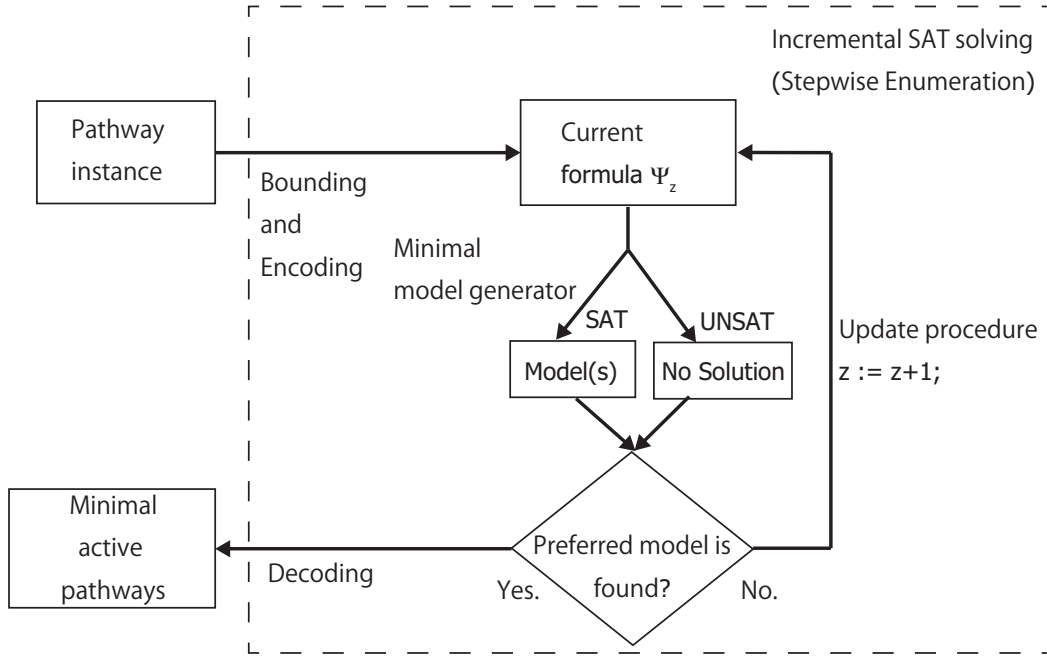 Incremental SAT solving
(Stepwise Enumeration)
Pathway
instance
Current
formula Ψz
Bounding
and
Encoding
Minimal
model generator
SAT
UNSAT
Model(s)
No Solution
Update procedure
z := z+1;
Minimal
active
pathways
Preferred model is
found?
Decoding
Yes.
No.